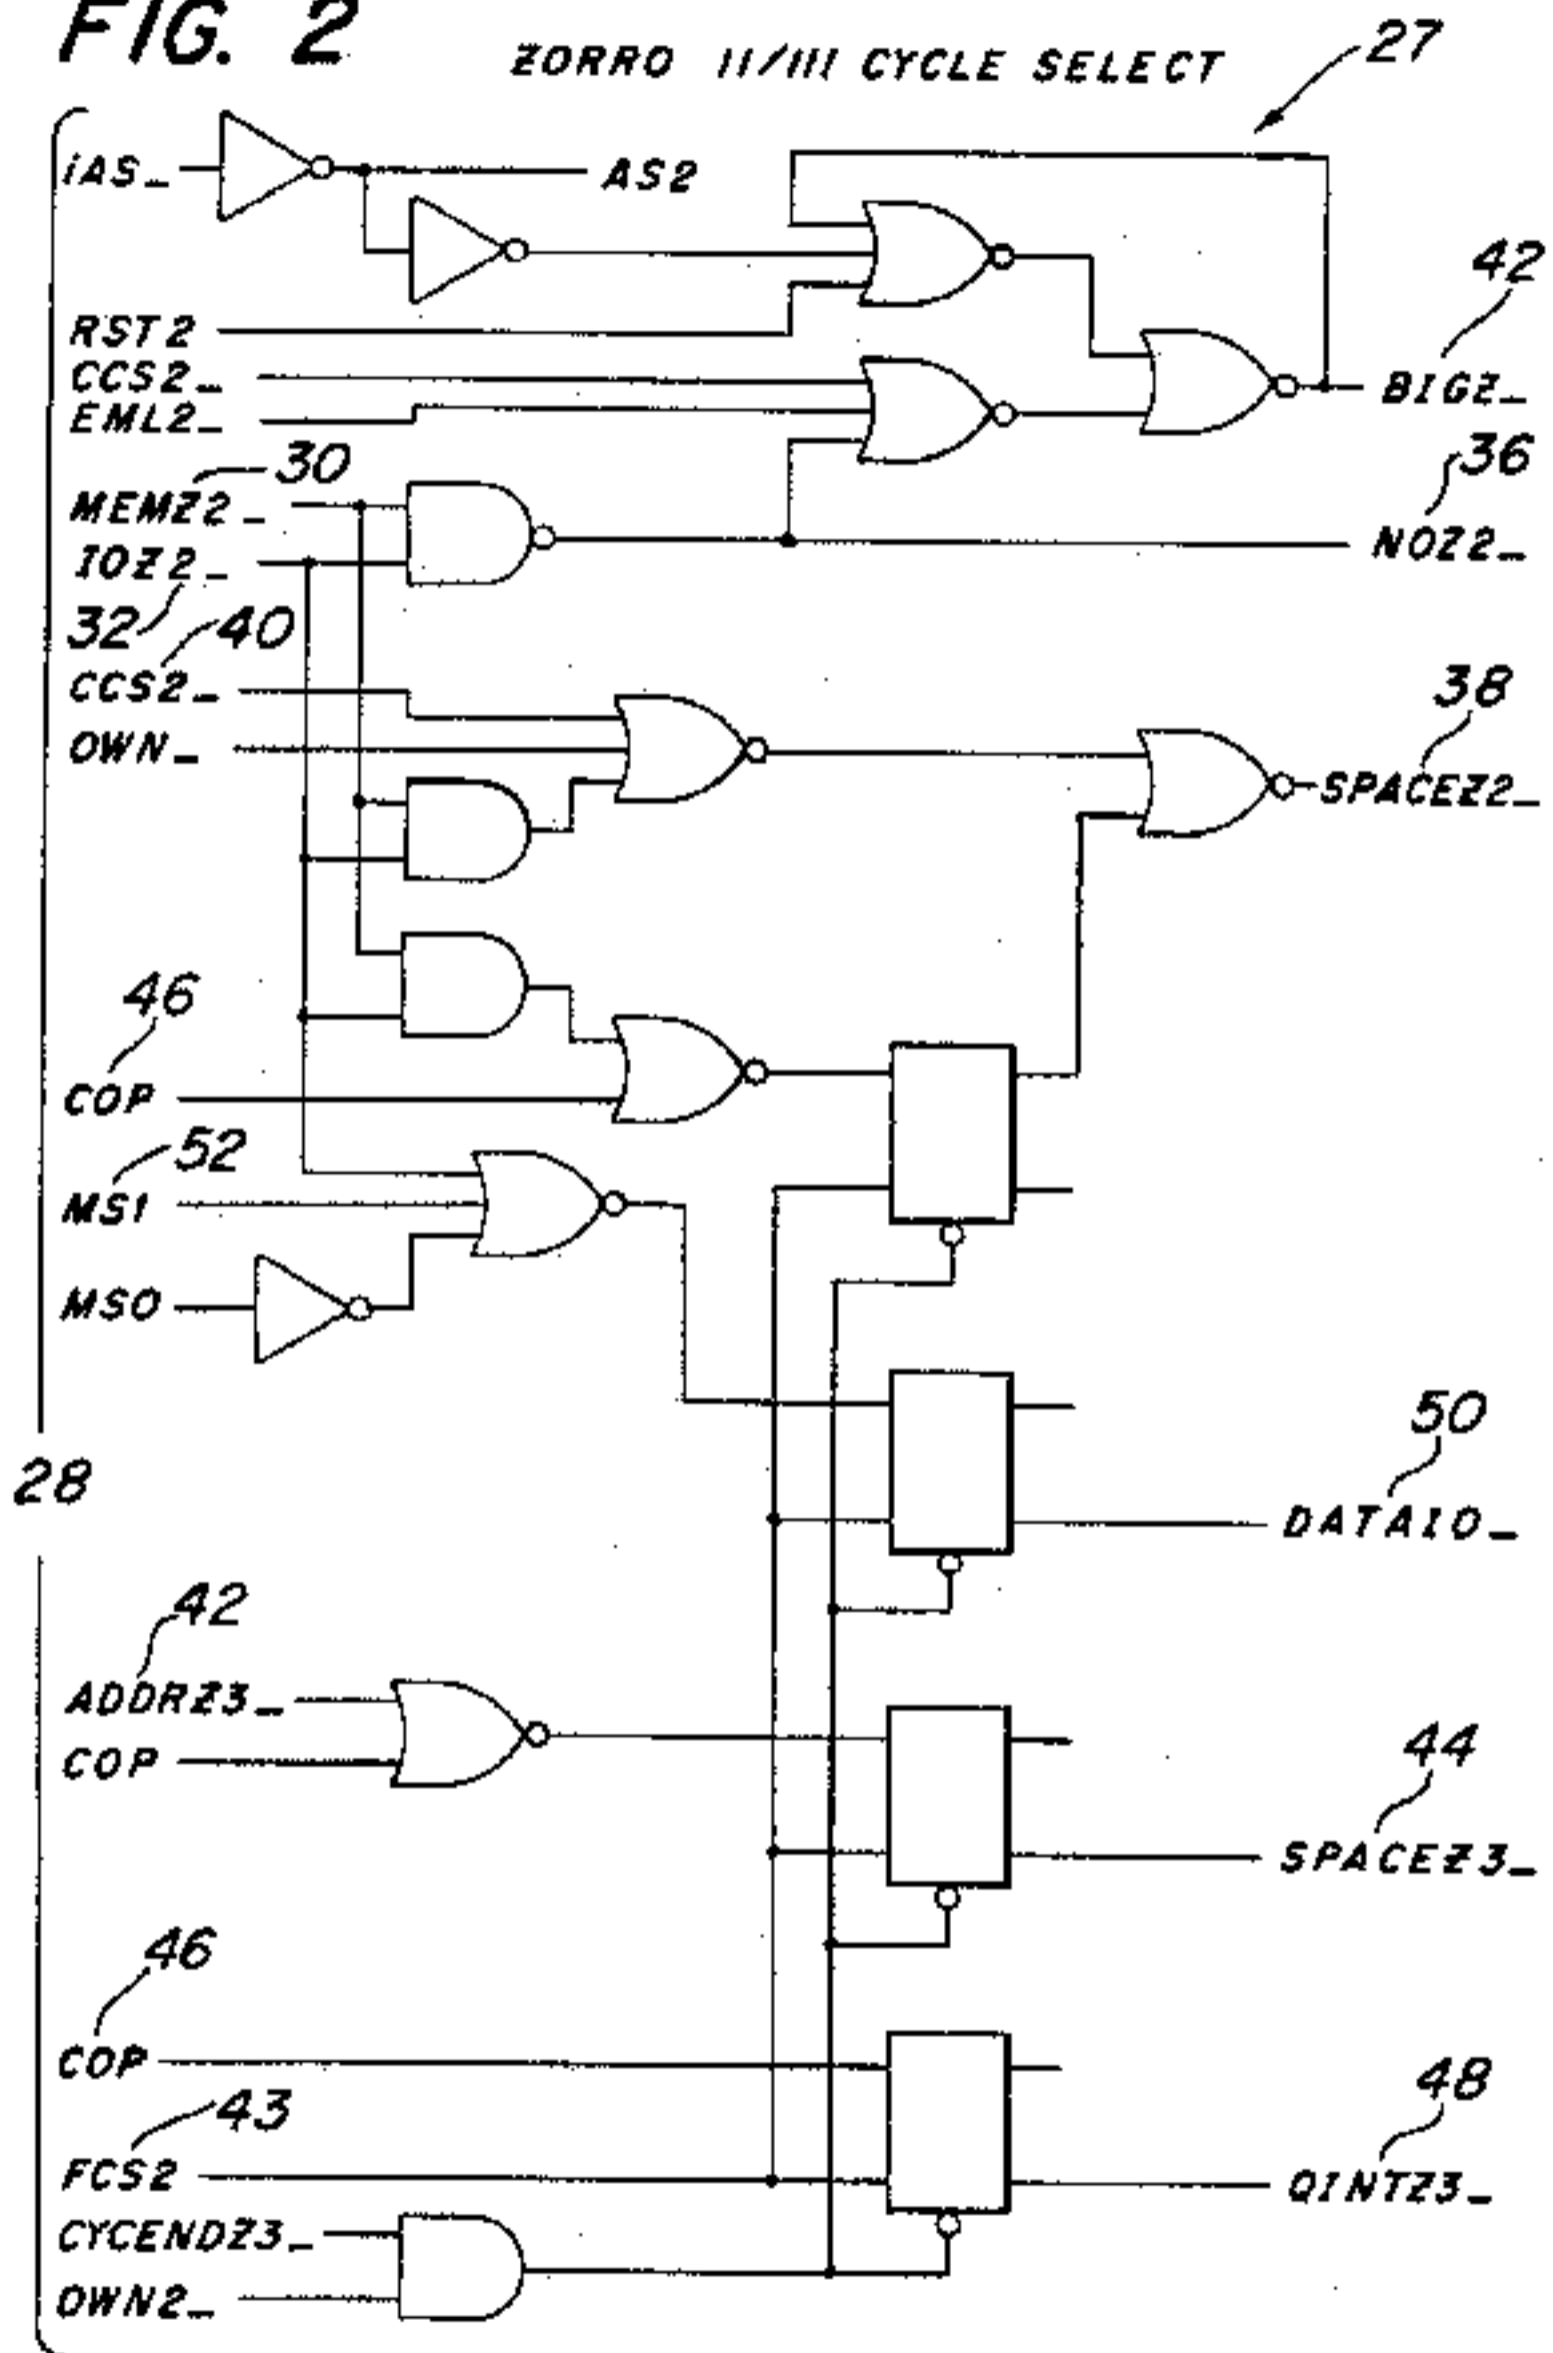 FIG. 2
ZORRO II/III CYCLE SELECT
27
iAS_
AS2
42
RST2
CCS2_
BIGZ_
EML2_
30
36
MEMZ2_
NOZ2_
IOZ2_
32
40
CCS2_
38
OWN_
SPACEZ2_
46
COP
52
MS1
MS0
50
28
DATAIO_
42
ADDRZ3_
COP
44
SPACEZ3_
46
COP
48
43
FCS2
QINTZ3_
CYCENDZ3_
OWN2_